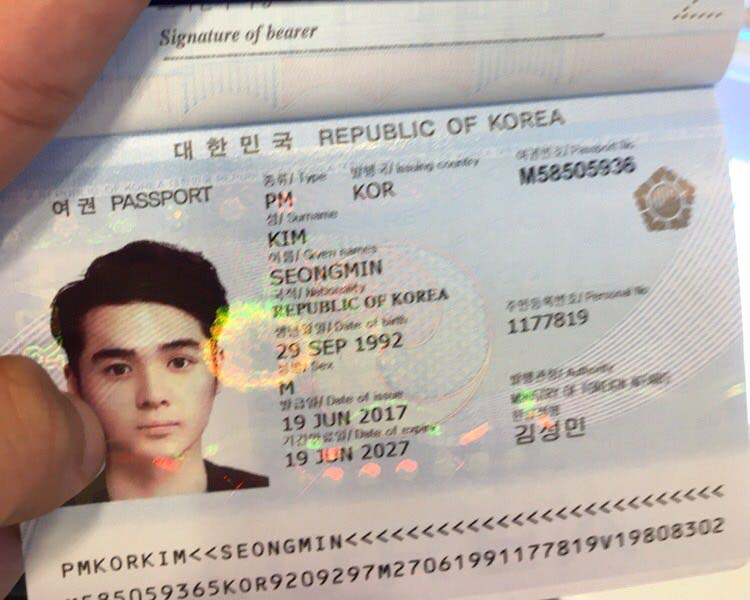 Signature of bearer
대한민국 REPUBLIC OF KOREA
여권 PASSPORT
종류/ Type 발행국/ Issuing country 여권번호/ Passport No.
PM KOR M58505936
성/ Surname
KIM
이름/ Given names
SEONGMIN
국적/ Nationality
REPUBLIC OF KOREA
생년월일/ Date of birth 주민등록번호/ Personal No
29 SEP 1992 1177819
성별/ Sex
M
발급일/ Date of issue 발행관청/ Authority
19 JUN 2017 MINISTRY OF FOREIGN AFFAIRS
기간만료일/ Date of expiry 한글성명
19 JUN 2027 김성민
PMKORKIM<<SEONGMIN<<<<<<<<<<<<<<<<<<<<<<<<<<
M585059365KOR9209297M27061991177819V19808302